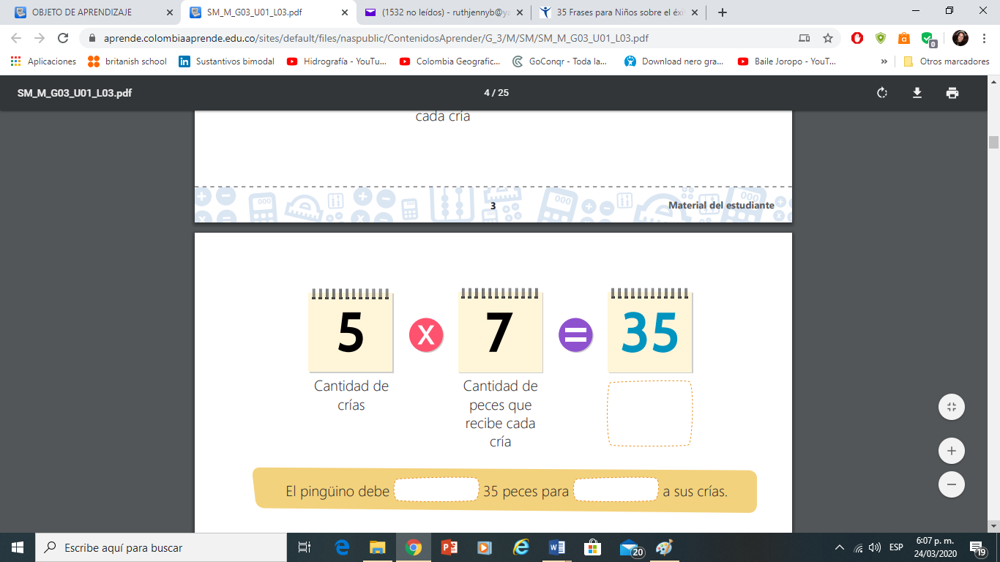 OBJETO DE APRENDIZAJE
SM_M_G03_U01_L03.pdf
(1532 no leídos) - ruthjennyb@ya
35 Frases para Niños sobre el éxi
aprende.colombiaaprende.edu.co/sites/default/files/naspublic/ContenidosAprender/G_3/M/SM/SM_M_G03_U01_L03.pdf
0
Aplicaciones
britanish school
Sustantivos bimodal
Hidrografía - YouTu...
Colombia Geografic...
GoConqr - Toda la...
Download nero gra...
Baile Joropo - YouT...
»
Otros marcadores
SM_M_G03_U01_L03.pdf
4 / 25
cada cría
3
Material del estudiante
5 x 7 = 35
Cantidad de
crías
Cantidad de
peces que
recibe cada
cría
El pingüino debe 35 peces para a sus crías.
Escribe aquí para buscar
20
ESP
6:07 p. m.
24/03/2020
19